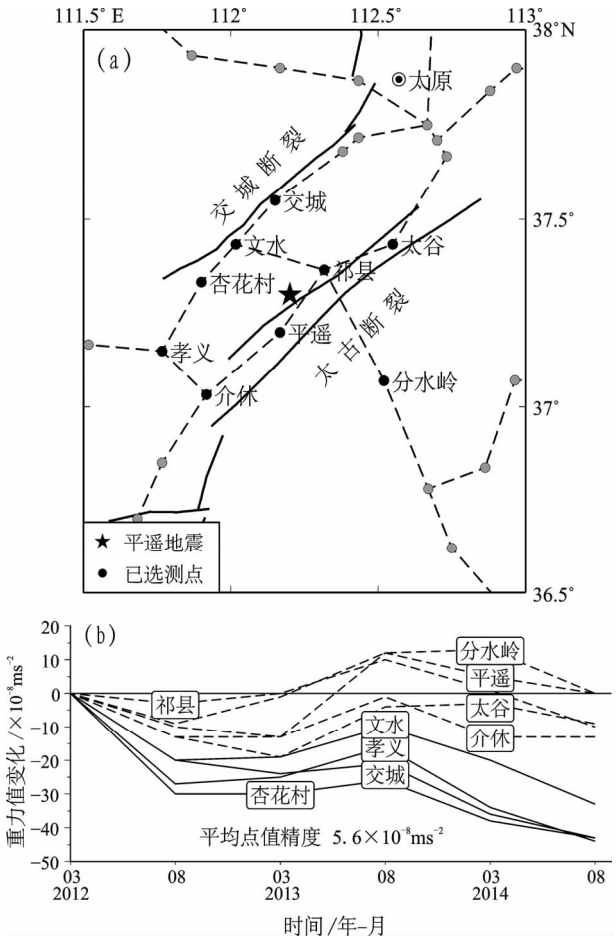 111.5° E 112° 112.5° 113°
38°N
(a)
太原
交城断裂
交城
37.5°
文水
太谷
祁县
杏花村
平遥
太古断裂
孝义
分水岭
介休
37°
平遥地震
已选测点
36.5°
(b)
20
10
0
-10
-20
-30
-40
-50
重力值变化/×10⁻⁸ms⁻²
分水岭
平遥
祁县
太谷
文水
介休
孝义
交城
杏花村
平均点值精度 5.6×10⁻⁸ms⁻²
03 08 03 08 03 08
2012 2013 2014
时间/年-月